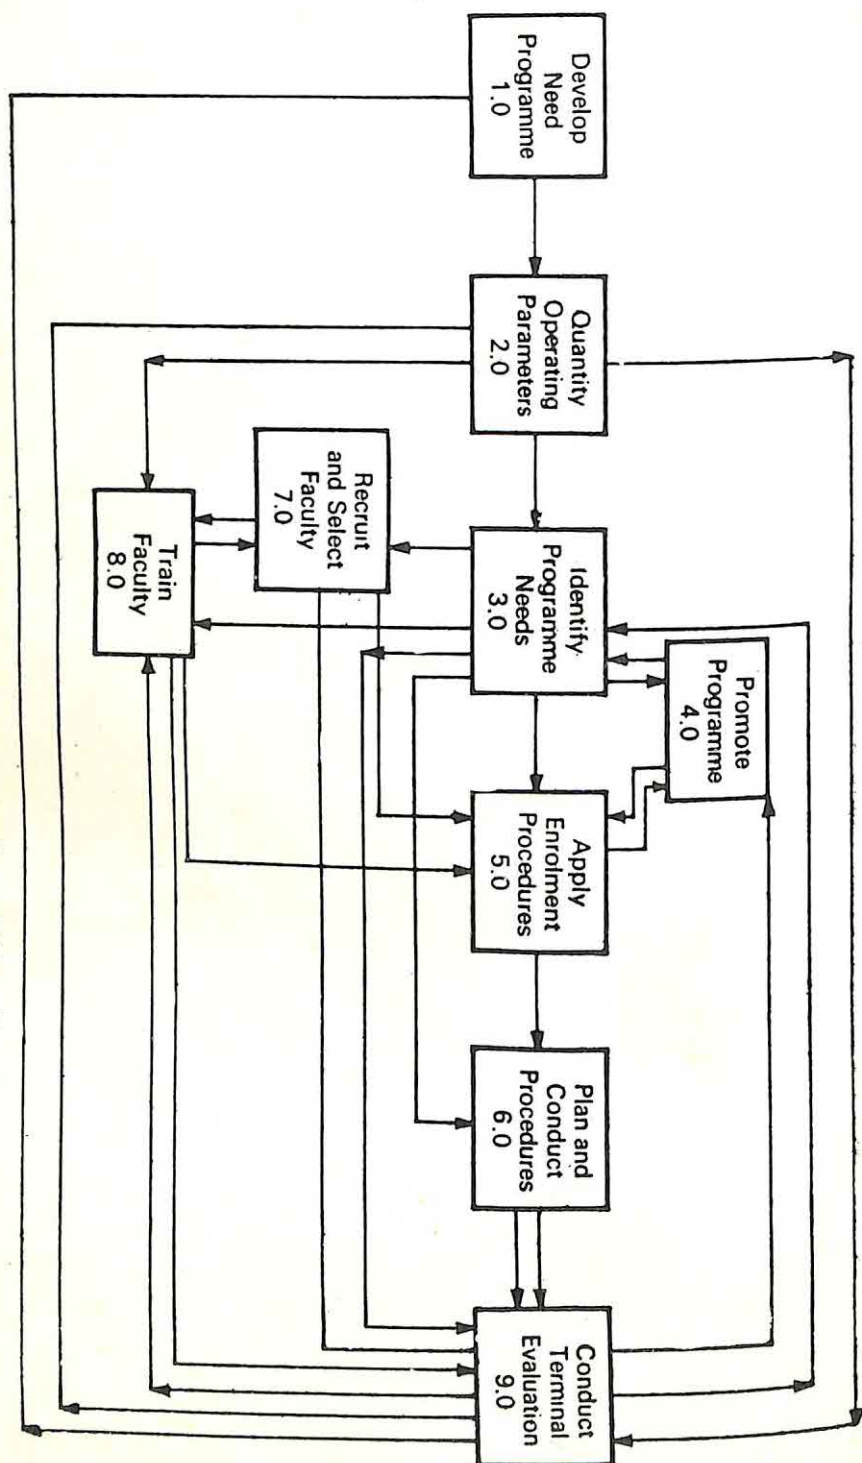 Develop
Need
Programme
1.0
Quantity
Operating
Parameters
2.0
Identify
Programme
Needs
3.0
Promote
Programme
4.0
Apply
Enrolment
Procedures
5.0
Plan and
Conduct
Procedures
6.0
Recruit
and Select
Faculty
7.0
Train
Faculty
8.0
Conduct
Terminal
Evaluation
9.0